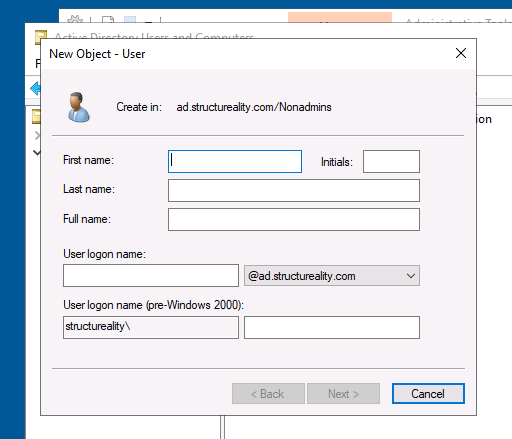 Administrative Tools
Active Directory Users and Computers
New Object - User
Create in: ad.structureality.com/Nonadmins
First name: Initials:
Last name:
Full name:
User logon name:
@ad.structureality.com
User logon name (pre-Windows 2000):
structureality\
< Back Next > Cancel